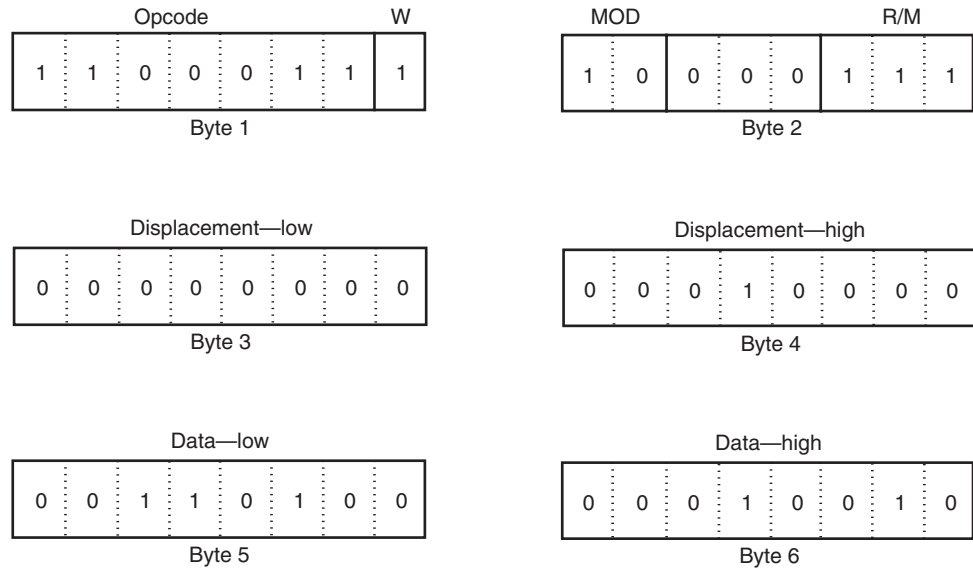 Opcode W MOD R/M
1 1 0 0 0 1 1 1 1 0 0 0 0 1 1 1
Byte 1 Byte 2
Displacement—low Displacement—high
0 0 0 0 0 0 0 0 0 0 0 1 0 0 0 0
Byte 3 Byte 4
Data—low Data—high
0 0 1 1 0 1 0 0 0 0 0 1 0 0 1 0
Byte 5 Byte 6